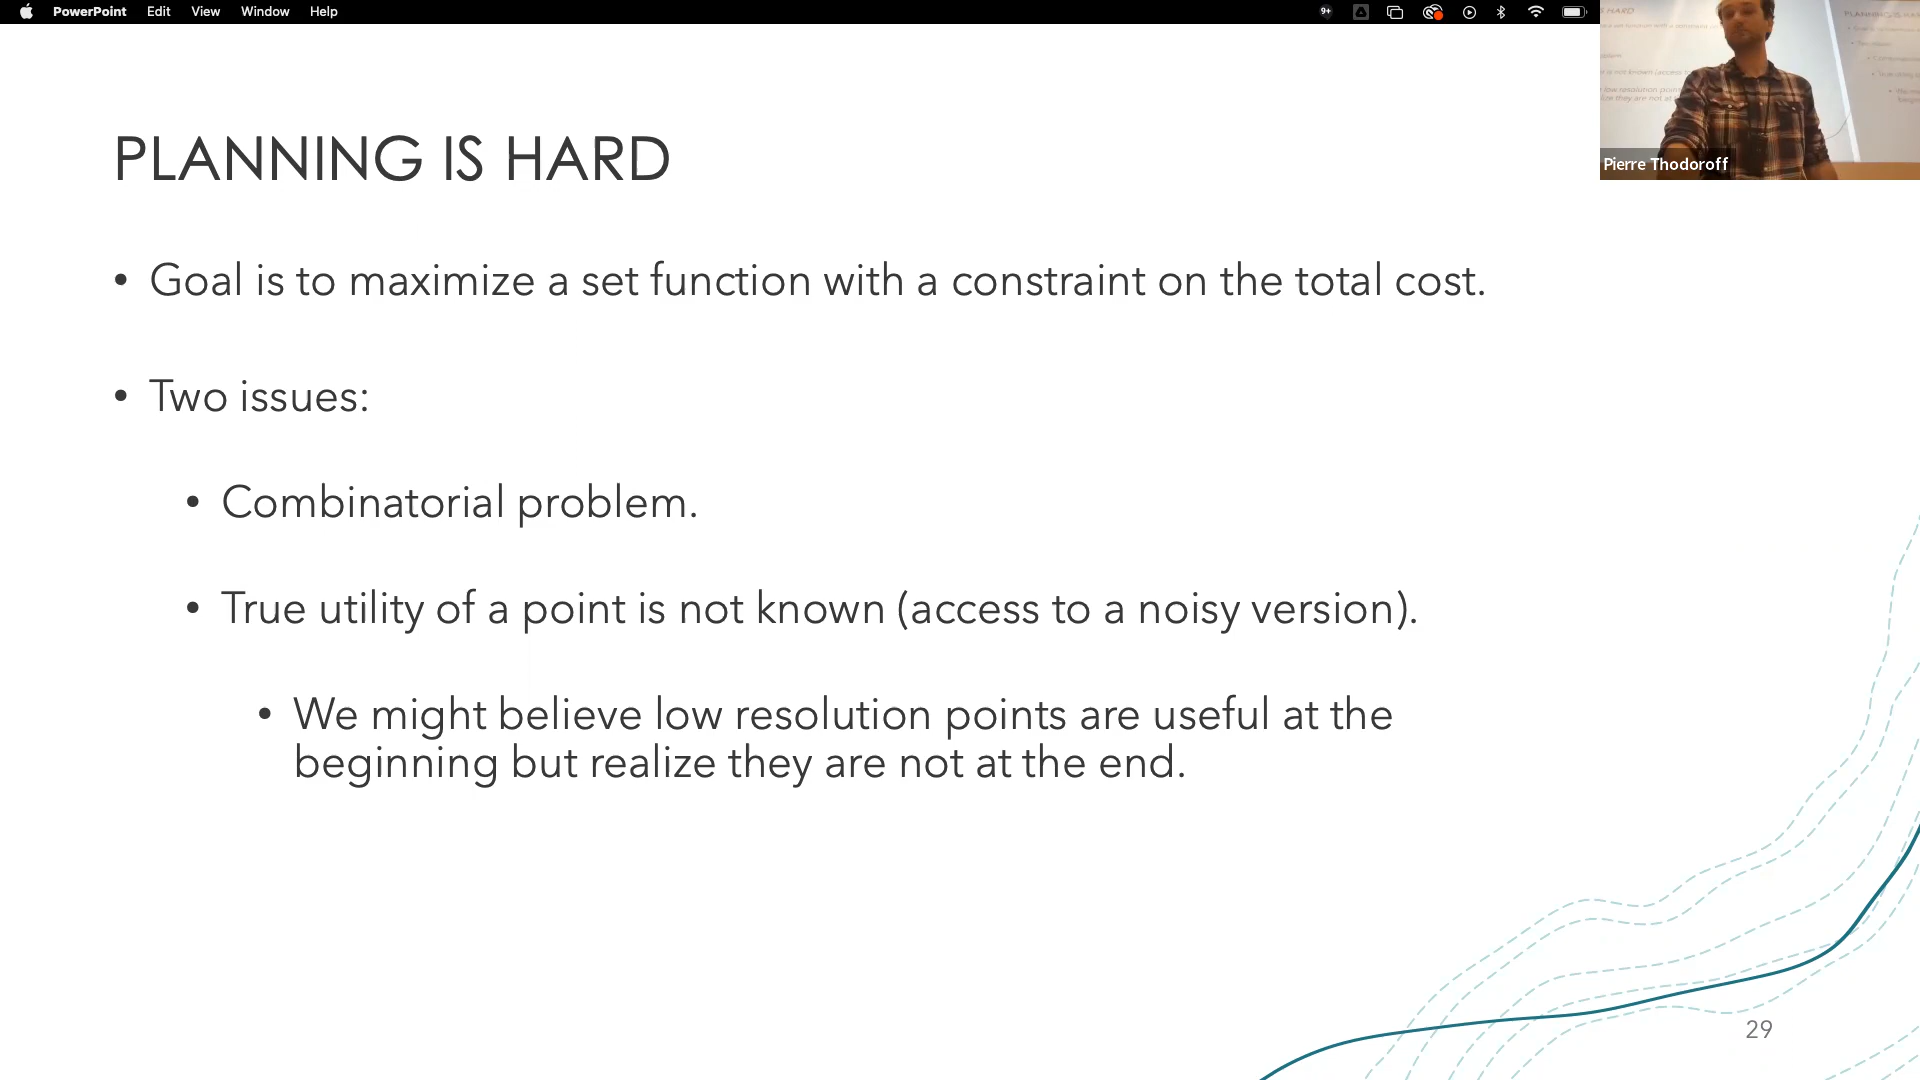 PowerPoint Edit View Window Help
9+
PLANNING IS HARD
• Goal is to maximize a set function with a constraint on the total cost.
• Two issues:
• Combinatorial problem.
• True utility of a point is not known (access to a noisy version).
• We might believe low resolution points are useful at the
beginning but realize they are not at the end.
29
Pierre Thodoroff